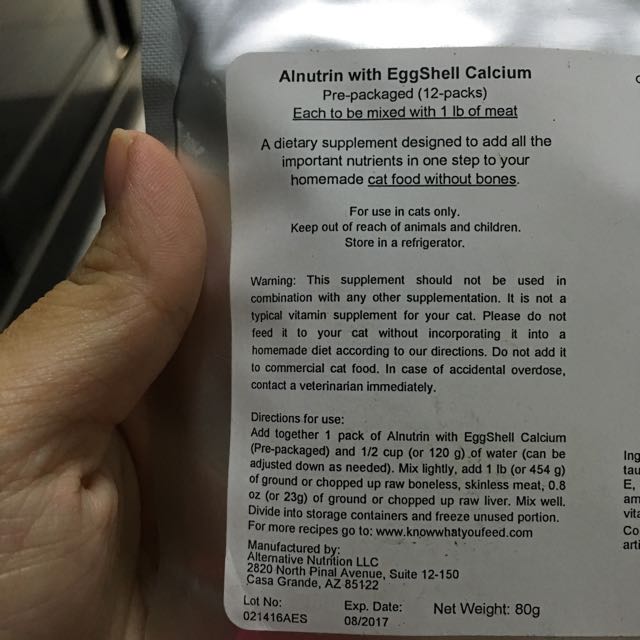 Alnutrin with EggShell Calcium
Pre-packaged (12-packs)
Each to be mixed with 1 lb of meat
A dietary supplement designed to add all the
important nutrients in one step to your
homemade cat food without bones.
For use in cats only.
Keep out of reach of animals and children.
Store in a refrigerator.
Warning: This supplement should not be used in
combination with any other supplementation. It is not a
typical vitamin supplement for your cat. Please do not
feed it to your cat without incorporating it into a
homemade diet according to our directions. Do not add it
to commercial cat food. In case of accidental overdose,
contact a veterinarian immediately.
Directions for use:
Add together 1 pack of Alnutrin with EggShell Calcium
(Pre-packaged) and 1/2 cup (or 120 g) of water (can be
adjusted down as needed). Mix lightly, add 1 lb (or 454 g)
of ground or chopped up raw boneless, skinless meat, 0.8
oz (or 23g) of ground or chopped up raw liver. Mix well.
Divide into storage containers and freeze unused portion.
For more recipes go to: www.knowwhatyoufeed.com
Manufactured by:
Alternative Nutrition LLC
2820 North Pinal Avenue, Suite 12-150
Casa Grande, AZ 85122
Lot No: Exp. Date: Net Weight: 80g
021416AES 08/2017
Ing
tau
E,
am
vita
Co
arti